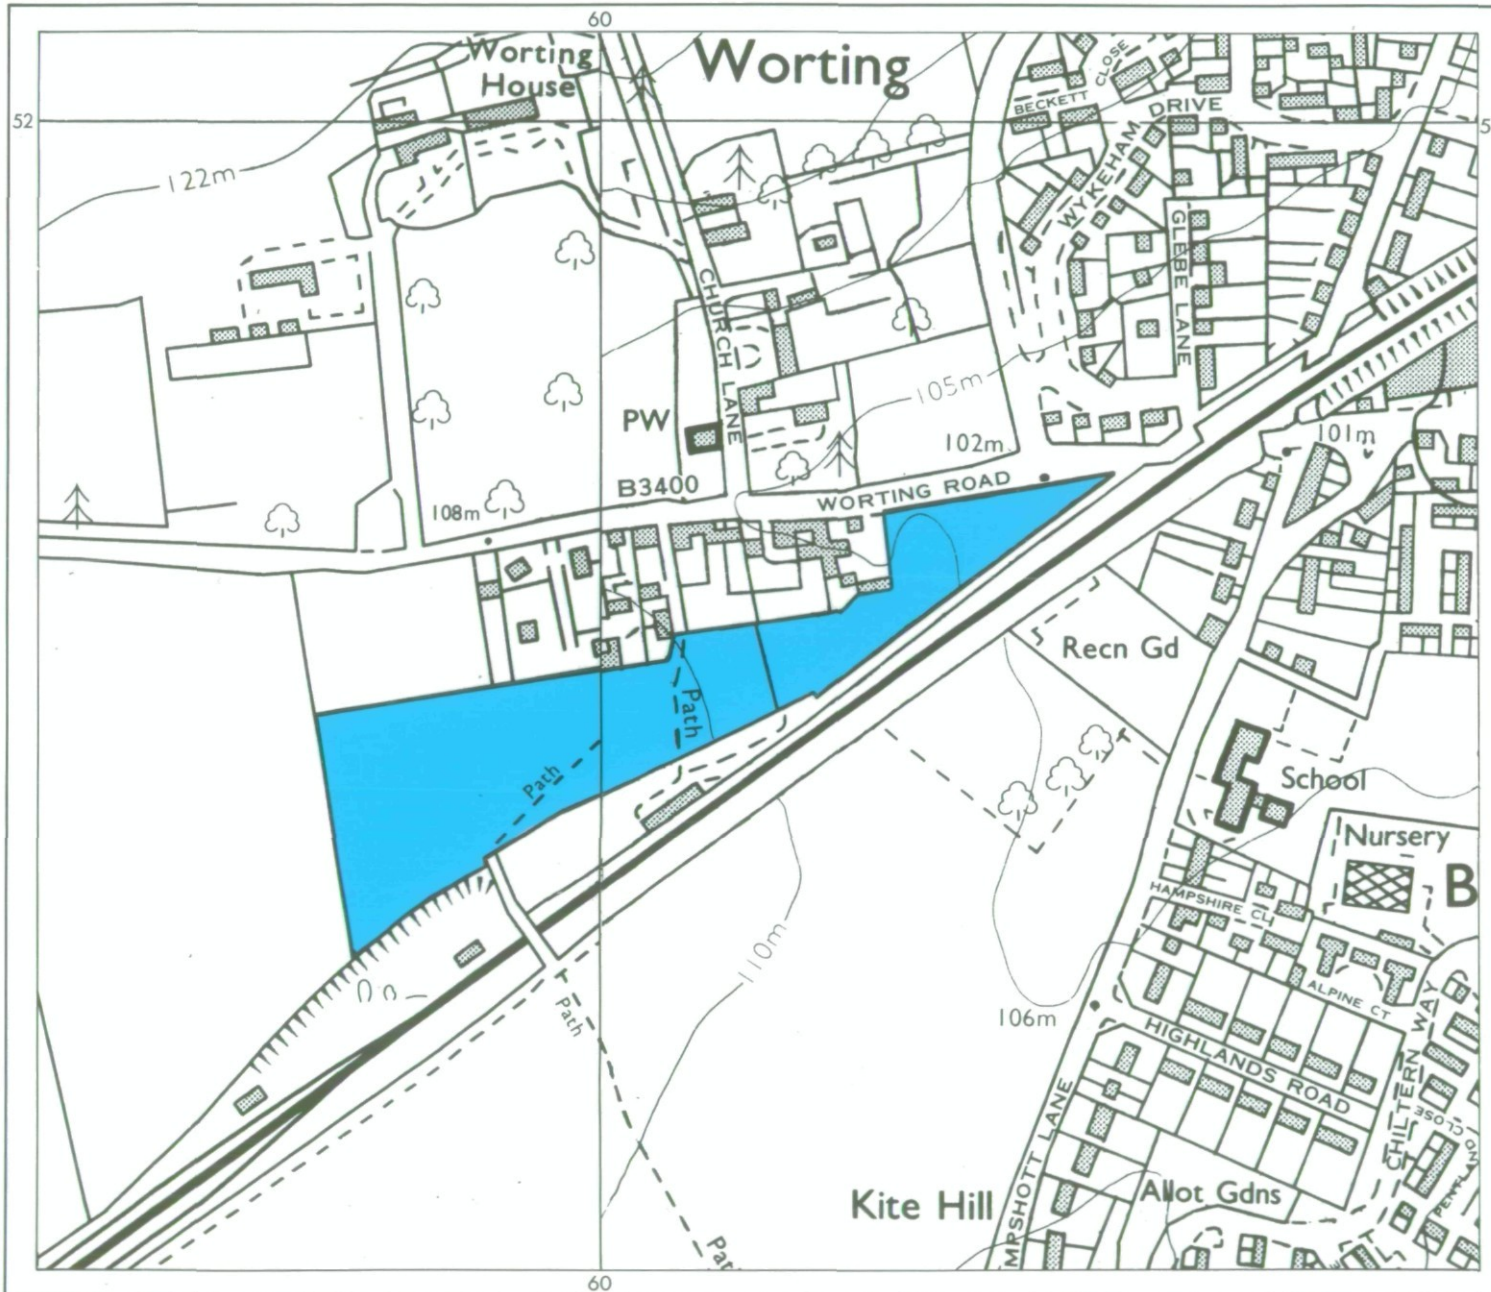 60
Worting
House
Worting
BECKETT CLOSE
52
WYKEHAM DRIVE
122m
GLEBE LANE
CHURCH LANE
105m
PW
102m
101m
B3400
WORTING ROAD
108m
Recn Gd
Path
Path
School
Nursery
B
HAMPSHIRE CL
110m
ALPINE CT
Path
106m
HIGHLANDS ROAD
CHILTERN WAY
CLOSE
MPSHOTT LANE
Allot Gdns
Kite Hill
60